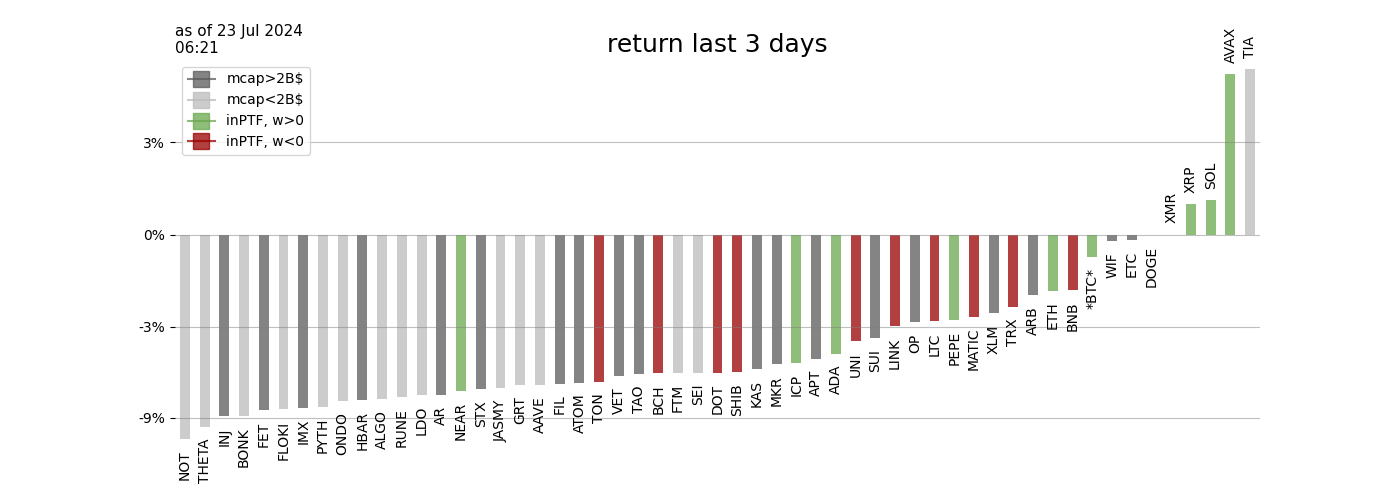 as of 23 Jul 2024
06:21
return last 3 days
mcap>2B$
mcap<2B$
inPTF, w>0
inPTF, w<0
3%
0%
-3%
-9%
NOT
THETA
INJ
BONK
FET
FLOKI
IMX
PYTH
ONDO
HBAR
ALGO
RUNE
LDO
AR
NEAR
STX
JASMY
GRT
AAVE
FIL
ATOM
TON
VET
TAO
BCH
FTM
SEI
DOT
SHIB
KAS
MKR
ICP
APT
ADA
UNI
SUI
LINK
OP
LTC
PEPE
MATIC
XLM
TRX
ARB
ETH
BNB
*BTC*
WIF
ETC
DOGE
XMR
XRP
SOL
AVAX
TIA